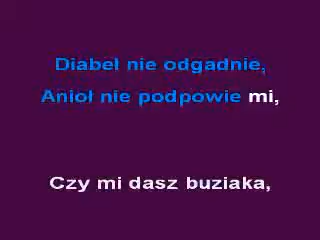 Diabeł nie odgadnie,
Anioł nie podpowie mi,
Czy mi dasz buziaka,